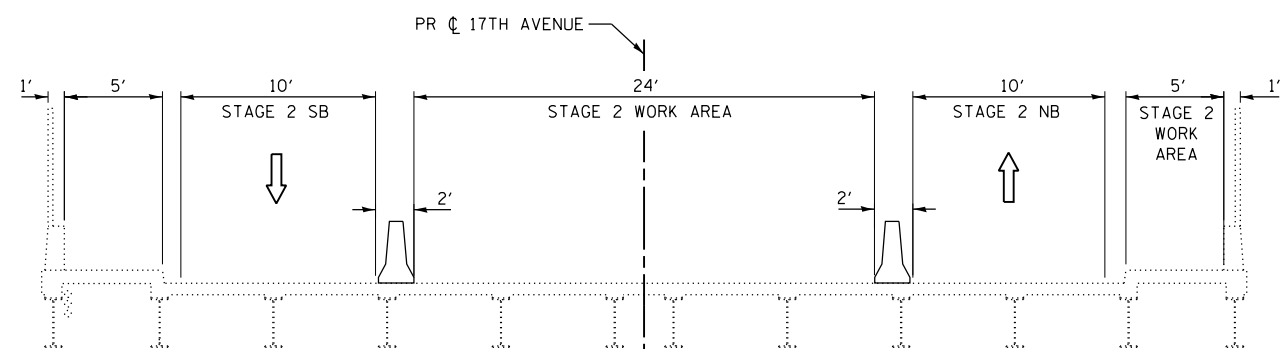 PR ℄ 17TH AVENUE
1' 5' 10' 24' 10' 5' 1'
STAGE 2 SB STAGE 2 WORK AREA STAGE 2 NB STAGE 2
WORK
AREA
2' 2'